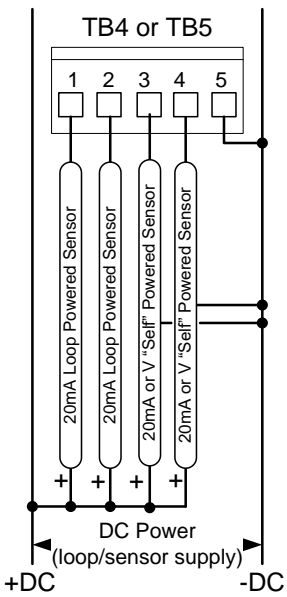 TB4 or TB5
1 2 3 4 5
20mA Loop Powered Sensor
20mA Loop Powered Sensor
20mA or V "Self" Powered Sensor
20mA or V "Self" Powered Sensor
+ + + +
DC Power
(loop/sensor supply)
+DC -DC